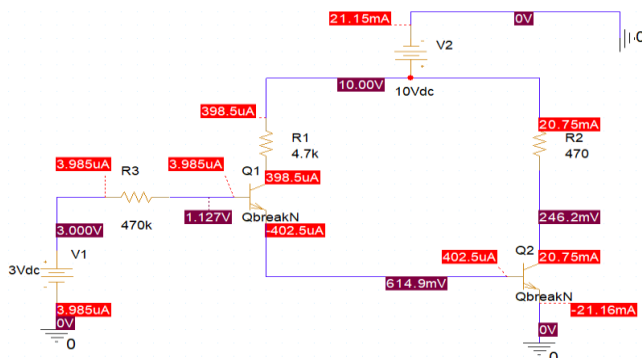 21.15mA
0V
V2
0
10.00V
10Vdc
398.5uA
R1
4.7k
20.75mA
R2
470
3.985uA
R3
3.985uA
Q1
398.5uA
470k
1.127V
QbreakN
3.000V
-402.5uA
246.2mV
V1
3Vdc
402.5uA
Q2
20.75mA
614.9mV
QbreakN
3.985uA
-21.16mA
0V
0V
0
0